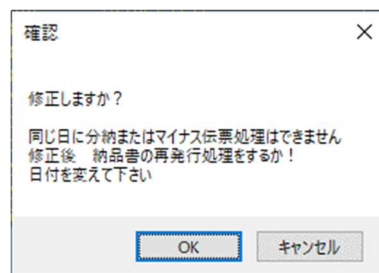 確認
修正しますか？
同じ日に分納またはマイナス伝票処理はできません
修正後　納品書の再発行処理をするか！
日付を変えて下さい
OK
キャンセル